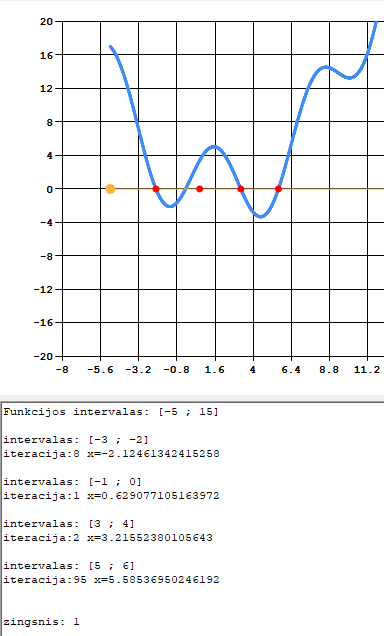 20
16
12
8
4
0
-4
-8
-12
-16
-20
-8 -5.6 -3.2 -0.8 1.6 4 6.4 8.8 11.2
Funkcijos intervalas: [-5 ; 15]
intervalas: [-3 ; -2]
iteracija:8 x=-2.12461342415258
intervalas: [-1 ; 0]
iteracija:1 x=0.629077105163972
intervalas: [3 ; 4]
iteracija:2 x=3.21552380105643
intervalas: [5 ; 6]
iteracija:95 x=5.58536950246192
zingsnis: 1